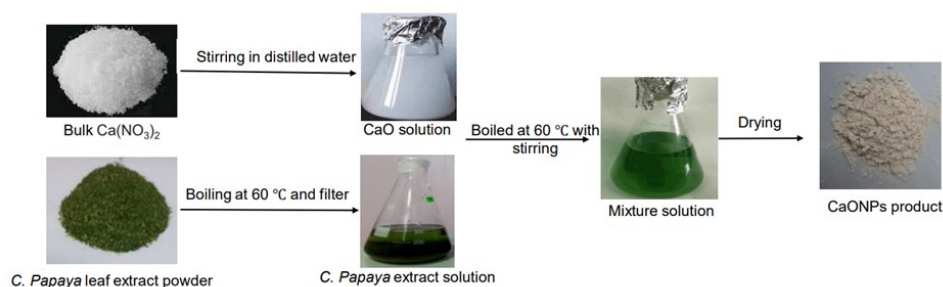 Stirring in distilled water
Bulk Ca(NO₃)₂
CaO solution
Boiled at 60 ℃ with
stirring
Drying
Boiling at 60 ℃ and filter
Mixture solution
CaONPs product
C. Papaya leaf extract powder
C. Papaya extract solution